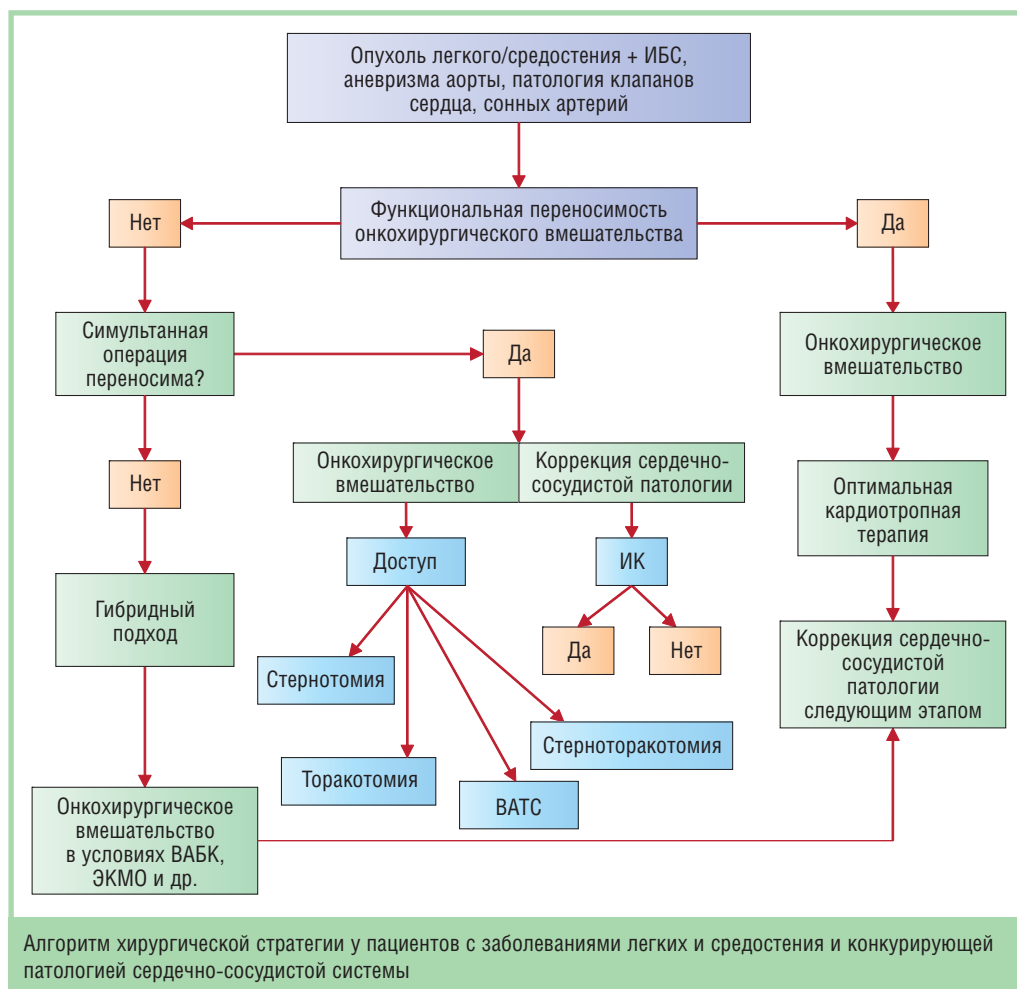 Опухоль легкого/средостения + ИБС,
аневризма аорты, патология клапанов
сердца, сонных артерий
Функциональная переносимость
онкохирургического вмешательства
Нет
Да
Симультанная
операция
переносима?
Да
Онкохирургическое
вмешательство
Нет
Онкохирургическое
вмешательство
Коррекция сердечно-
сосудистой патологии
Оптимальная
кардиотропная
терапия
Доступ
ИК
Гибридный
подход
Да
Нет
Коррекция сердечно-
сосудистой
патологии
следующим этапом
Стернотомия
Стерноторакотомия
Торакотомия
ВАТС
Онкохирургическое
вмешательство
в условиях ВАБК,
ЭКМО и др.
Алгоритм хирургической стратегии у пациентов с заболеваниями легких и средостения и конкурирующей
патологией сердечно-сосудистой системы